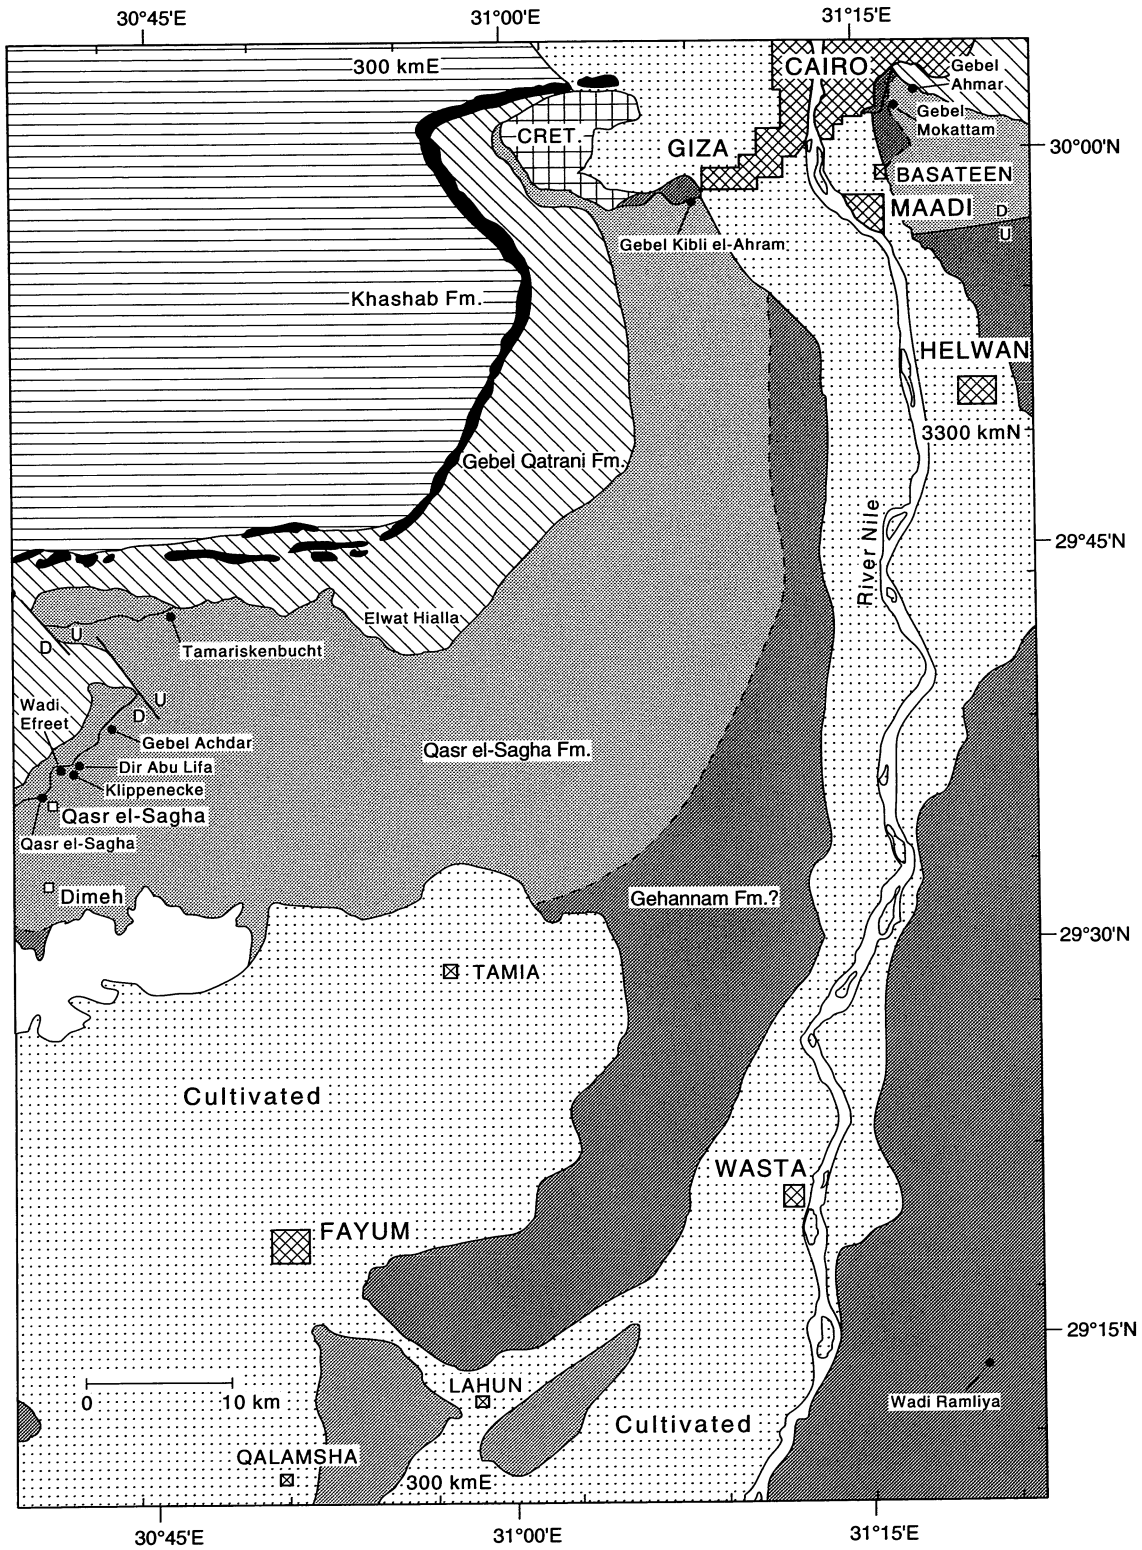 30°45'E
31°00'E
31°15'E
300 kmE
CAIRO
Gebel
Ahmar
CRET.
GIZA
Gebel
Mokattam
30°00'N
BASATEEN
MAADI
D
U
Gebel Kibli el-Ahram
Khashab Fm.
HELWAN
3300 kmN
Gebel Qatrani Fm.
River Nile
29°45'N
Elwat Hialla
U
D
Tamariskenbucht
U
D
Wadi
Efreet
Gebel Achdar
Qasr el-Sagha Fm.
Dir Abu Lifa
Klippenecke
Qasr el-Sagha
Qasr el-Sagha
Dimeh
Gehannam Fm.?
29°30'N
TAMIA
Cultivated
WASTA
FAYUM
29°15'N
0
10 km
LAHUN
Wadi Ramliya
Cultivated
QALAMSHA
300 kmE
30°45'E
31°00'E
31°15'E